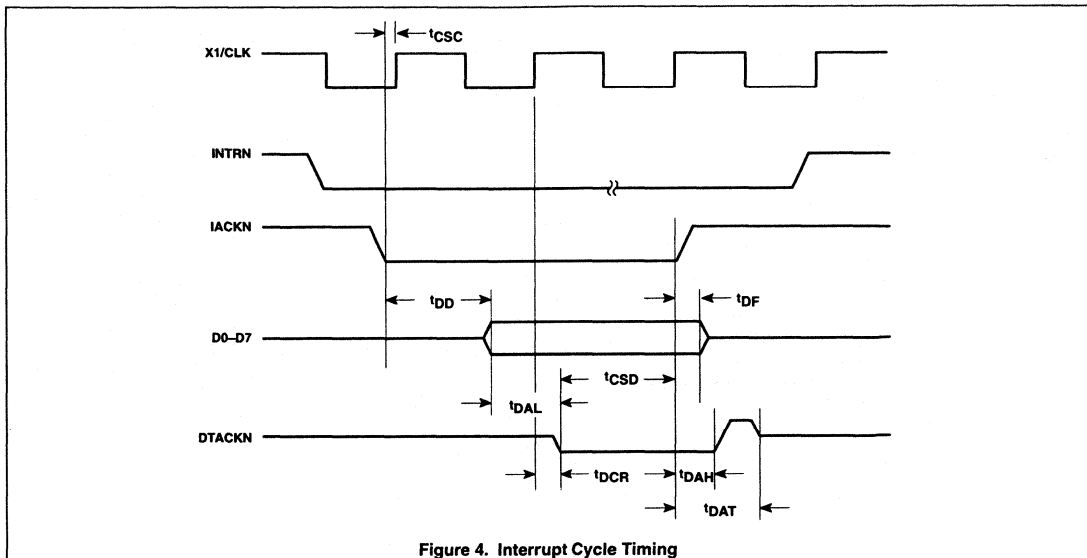 tCSC
X1/CLK
INTRN
IACKN
tDD
tDF
D0–D7
tCSD
tDAL
DTACKN
tDCR
tDAH
tDAT
Figure 4. Interrupt Cycle Timing